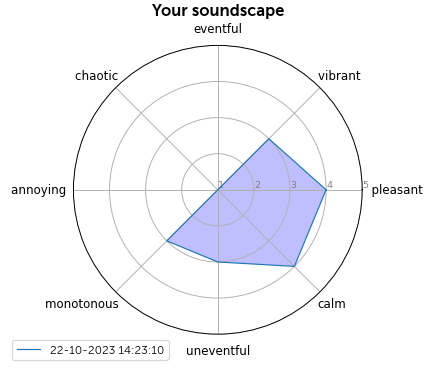 Your soundscape
eventful
chaotic
vibrant
annoying
1
2
3
4
5
pleasant
monotonous
calm
uneventful
22-10-2023 14:23:10